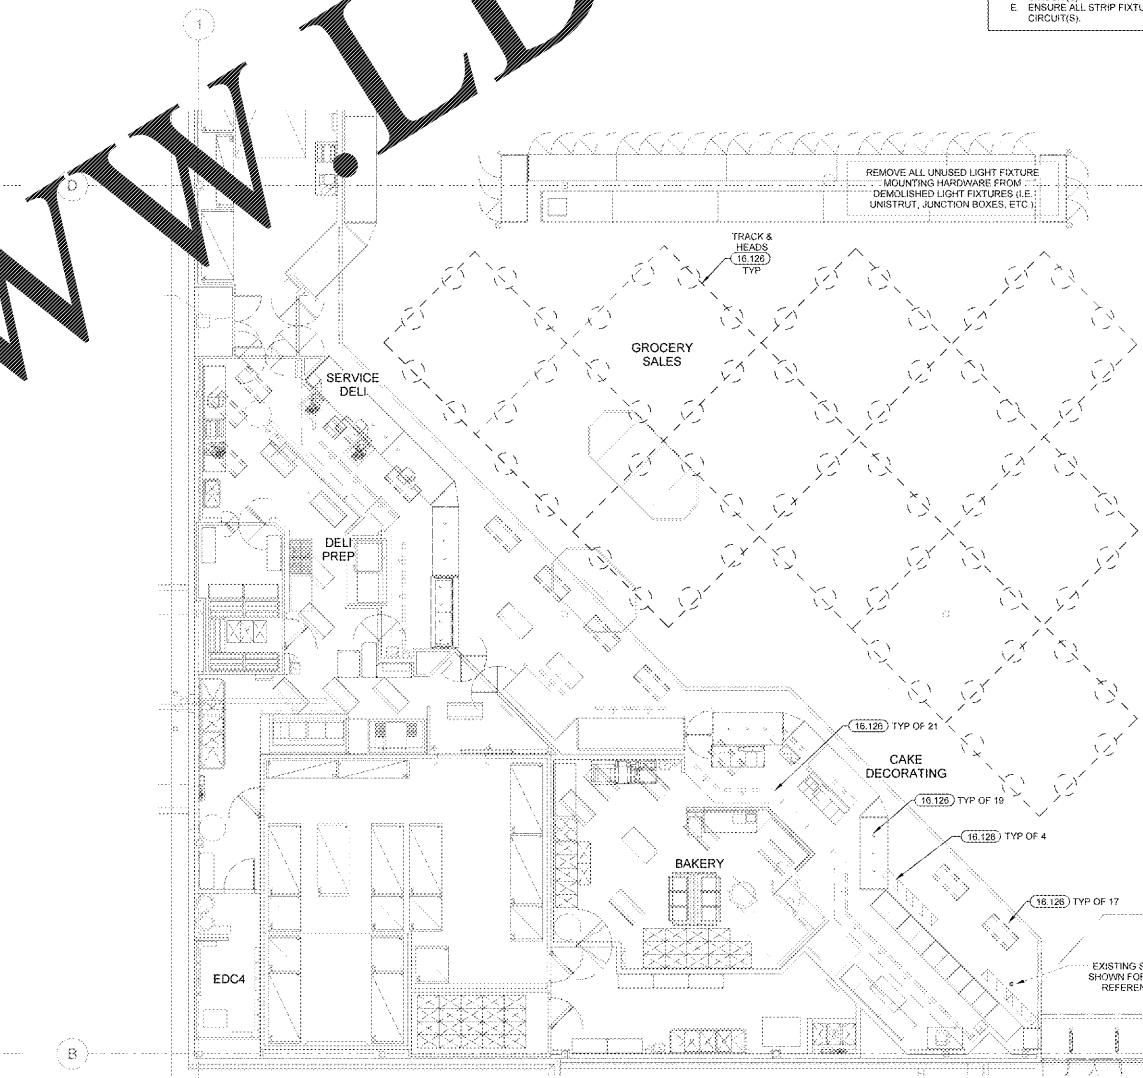 E. ENSURE ALL STRIP FIXTU
CIRCUIT(S).
1
WW LD
D
REMOVE ALL UNUSED LIGHT FIXTURE
MOUNTING HARDWARE FROM
DEMOLISHED LIGHT FIXTURES (I.E.
UNISTRUT, JUNCTION BOXES, ETC.)
TRACK &
HEADS
16.126
TYP
GROCERY
SALES
SERVICE
DELI
DELI
PREP
16.126 TYP OF 21
CAKE
DECORATING
16.126 TYP OF 19
16.126 TYP OF 4
BAKERY
16.126 TYP OF 17
EDC4
EXISTING S
SHOWN FOR
REFEREN
B